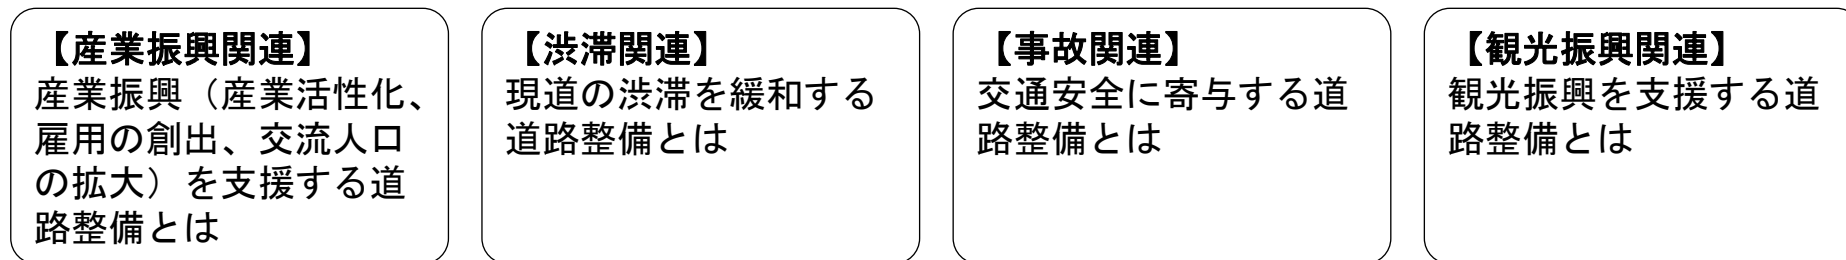 【産業振興関連】
産業振興（産業活性化、
雇用の創出、交流人口
の拡大）を支援する道
路整備とは
【渋滞関連】
現道の渋滞を緩和する
道路整備とは
【事故関連】
交通安全に寄与する道
路整備とは
【観光振興関連】
観光振興を支援する道
路整備とは